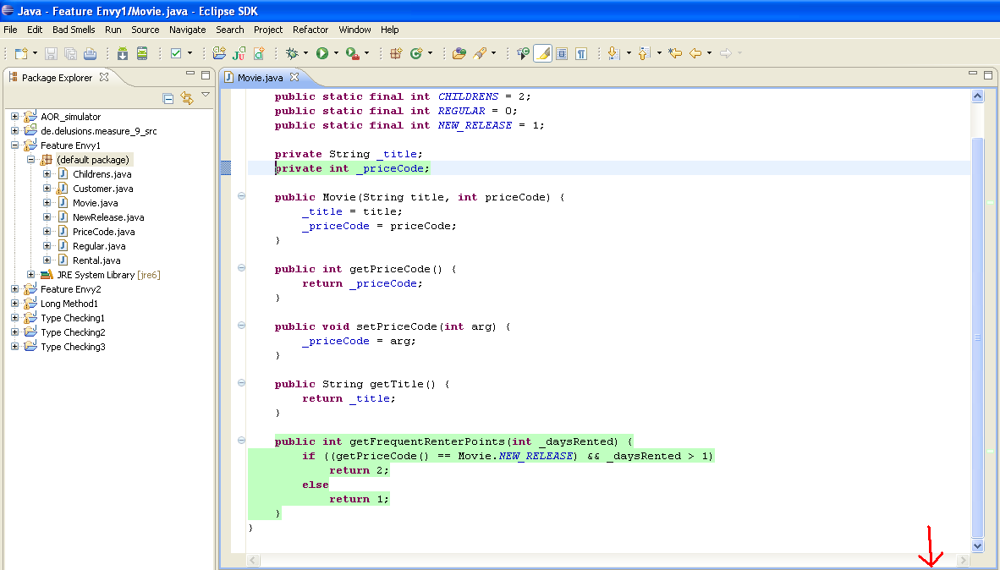 Java - Feature Envy1/Movie.java - Eclipse SDK
File Edit Bad Smells Run Source Navigate Search Project Refactor Window Help
Package Explorer
AOR_simulator
de.delusions.measure_9_src
Feature Envy1
(default package)
Childrens.java
Customer.java
Movie.java
NewRelease.java
PriceCode.java
Regular.java
Rental.java
JRE System Library [jre6]
Feature Envy2
Long Method1
Type Checking1
Type Checking2
Type Checking3
Movie.java
public static final int CHILDRENS = 2;
public static final int REGULAR = 0;
public static final int NEW_RELEASE = 1;
private String _title;
private int _priceCode;
public Movie(String title, int priceCode) {
_title = title;
_priceCode = priceCode;
}
public int getPriceCode() {
return _priceCode;
}
public void setPriceCode(int arg) {
_priceCode = arg;
}
public String getTitle() {
return _title;
}
public int getFrequentRenterPoints(int _daysRented) {
if ((getPriceCode() == Movie.NEW_RELEASE) && _daysRented > 1)
return 2;
else
return 1;
}
}